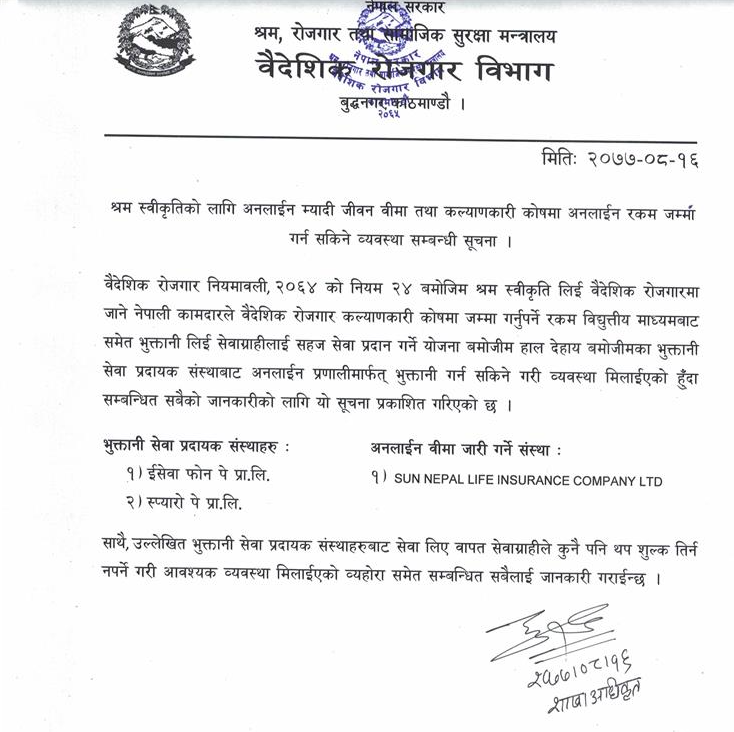 नेपाल सरकार
श्रम, रोजगार तथा सामाजिक सुरक्षा मन्त्रालय
वैदेशिक रोजगार विभाग
बुद्धनगर काठमाण्डौ ।
२०६५
मितिः २०७७-०८-१६
श्रम स्वीकृतिको लागि अनलाईन म्यादी जीवन वीमा तथा कल्याणकारी कोषमा अनलाईन रकम जम्मा
गर्न सकिने व्यवस्था सम्बन्धी सूचना ।
वैदेशिक रोजगार नियमावली, २०६४ को नियम २४ बमोजिम श्रम स्वीकृति लिई वैदेशिक रोजगारमा
जाने नेपाली कामदारले वैदेशिक रोजगार कल्याणकारी कोषमा जम्मा गर्नुपर्ने रकम विद्युत्तीय माध्यमबाट
समेत भुक्तानी लिई सेवाग्राहीलाई सहज सेवा प्रदान गर्ने योजना बमोजीम हाल देहाय बमोजीमका भुक्तानी
सेवा प्रदायक संस्थाबाट अनलाईन प्रणालीमार्फत् भुक्तानी गर्न सकिने गरी व्यवस्था मिलाईएको हुँदा
सम्बन्धित सबैको जानकारीको लागि यो सूचना प्रकाशित गरिएको छ ।
भुक्तानी सेवा प्रदायक संस्थाहरु : अनलाईन वीमा जारी गर्ने संस्था :
१) ईसेवा फोन पे प्रा.लि. १) SUN NEPAL LIFE INSURANCE COMPANY LTD
२) स्प्यारो पे प्रा.लि.
साथै, उल्लेखित भुक्तानी सेवा प्रदायक संस्थाहरुबाट सेवा लिए वापत सेवाग्राहीले कुनै पनि थप शुल्क तिर्न
नपर्ने गरी आवश्यक व्यवस्था मिलाईएको व्यहोरा समेत सम्बन्धित सबैलाई जानकारी गराईन्छ ।
२०७७।०८।१६
शाखा अधिकृत